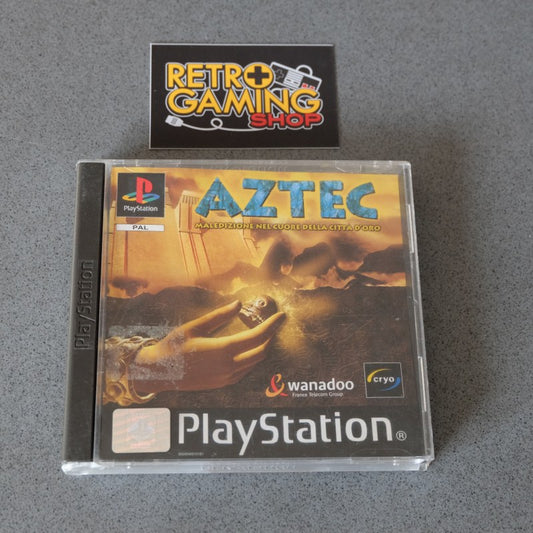 RETRO
GAMING
SHOP
PlayStation
PAL
AZTEC
MALEDIZIONE NEL CUORE DELLA CITTÀ D'ORO
PlayStation
wanadoo
France Telecom Group
cryo
PlayStation®